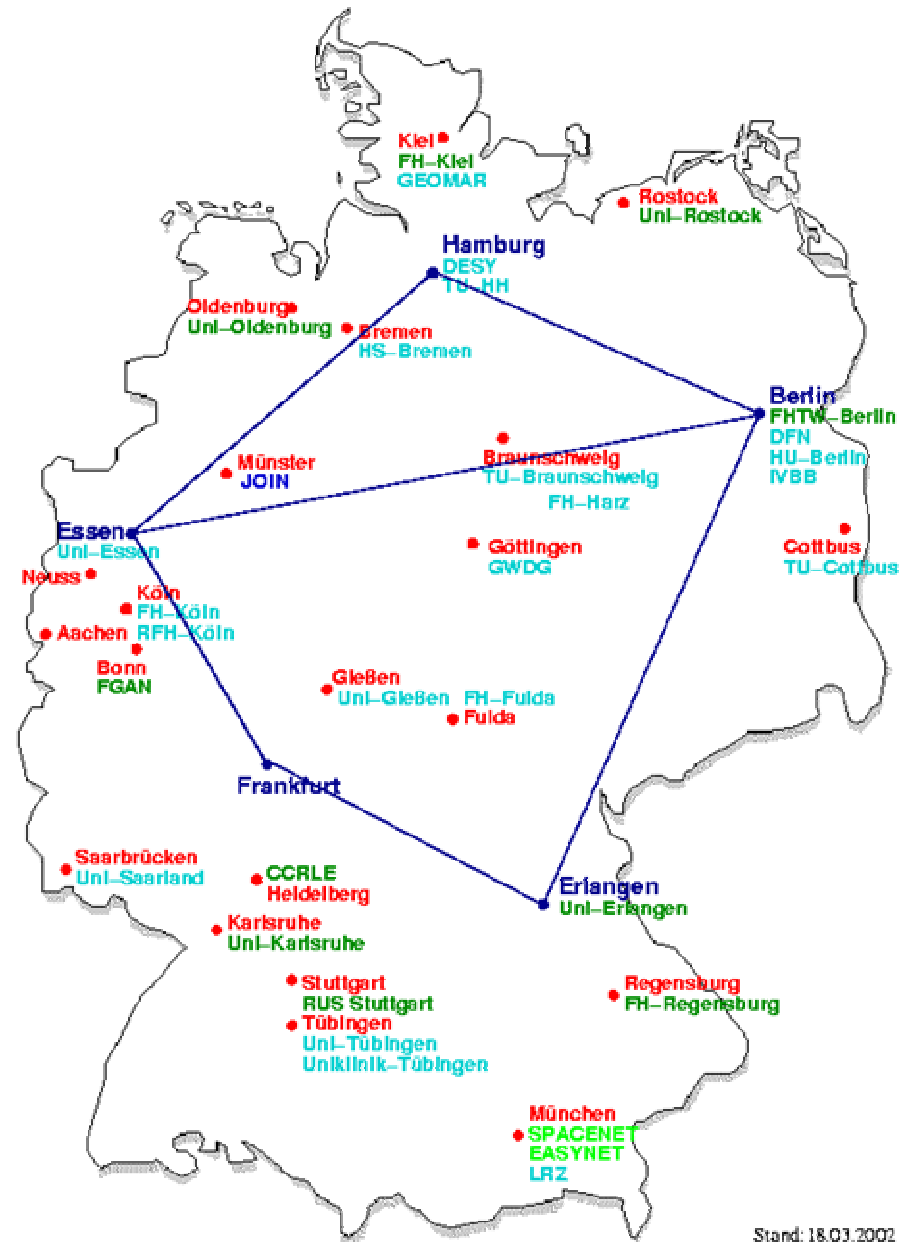 Kiel
FH-Kiel
GEOMAR
Rostock
Uni-Rostock
Hamburg
DESY
TU-HH
Oldenburg
Uni-Oldenburg
Bremen
HS-Bremen
Berlin
FHTW-Berlin
DFN
HU-Berlin
IVBB
Münster
JOIN
Braunschweig
TU-Braunschweig
FH-Harz
Essen
Uni-Essen
Göttingen
GWDG
Cottbus
TU-Cottbus
Neuss
Köln
FH-Köln
RFH-Köln
Aachen
Bonn
FGAN
Gießen
Uni-Gießen
FH-Fulda
Fulda
Frankfurt
Saarbrücken
Uni-Saarland
CCRLE
Heidelberg
Erlangen
Uni-Erlangen
Karlsruhe
Uni-Karlsruhe
Stuttgart
RUS Stuttgart
Tübingen
Uni-Tübingen
Uniklinik-Tübingen
Regensburg
FH-Regensburg
München
SPACENET
EASYNET
LRZ
Stand: 18.03.2002